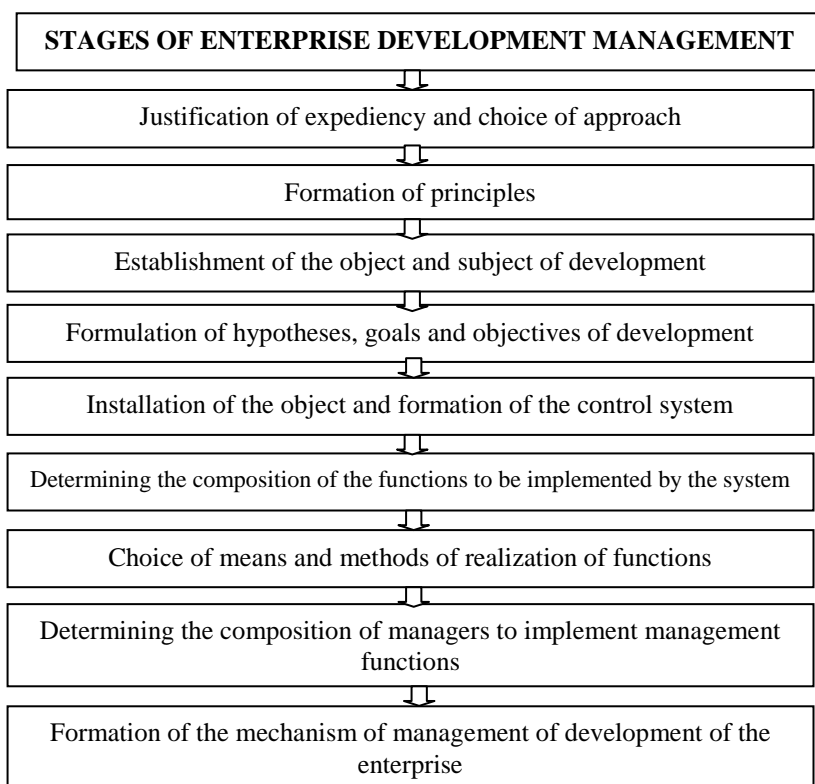 STAGES OF ENTERPRISE DEVELOPMENT MANAGEMENT
Justification of expediency and choice of approach
Formation of principles
Establishment of the object and subject of development
Formulation of hypotheses, goals and objectives of development
Installation of the object and formation of the control system
Determining the composition of the functions to be implemented by the system
Choice of means and methods of realization of functions
Determining the composition of managers to implement management
functions
Formation of the mechanism of management of development of the
enterprise